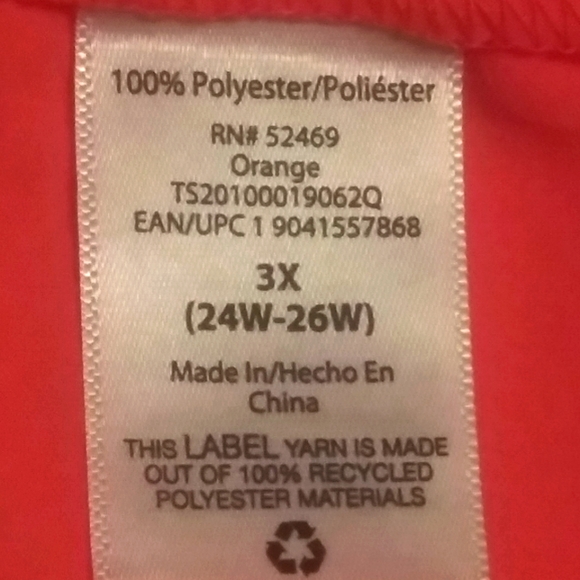 100% Polyester/Poliéster
RN# 52469
Orange
TS20100019062Q
EAN/UPC 1 9041557868
3X
(24W-26W)
Made In/Hecho En
China
THIS LABEL YARN IS MADE
OUT OF 100% RECYCLED
POLYESTER MATERIALS